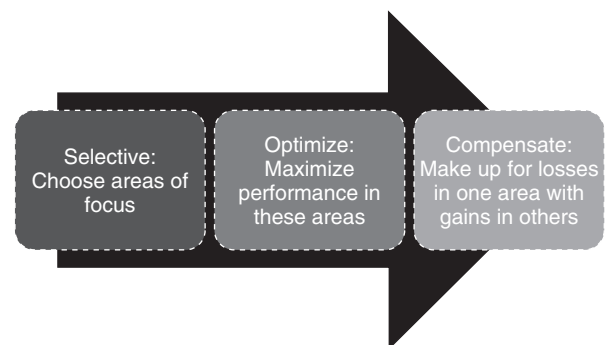 Selective:
Choose areas of
focus
Optimize:
Maximize
performance in
these areas
Compensate:
Make up for losses
in one area with
gains in others